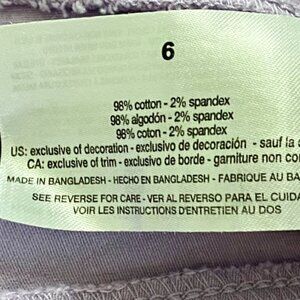 6
98% cotton - 2% spandex
98% algodón - 2% spandex
98% coton - 2% spandex
US: exclusive of decoration - exclusivo de decoración - sauf la
CA: exclusive of trim - exclusivo de borde - garniture non
MADE IN BANGLADESH - HECHO EN BANGLADESH - FABRIQUE AU
SEE REVERSE FOR CARE - VER AL REVERSO PARA EL
VOIR LES INSTRUCTIONS D'ENTRETIEN AU DOS